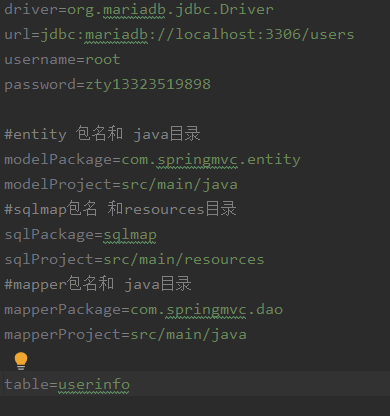 driver=org.mariadb.jdbc.Driver
url=jdbc:mariadb://localhost:3306/users
username=root
password=zty13323519898
#entity 包名和 java目录
modelPackage=com.springmvc.entity
modelProject=src/main/java
#sqlmap包名 和resources目录
sqlPackage=sqlmap
sqlProject=src/main/resources
#mapper包名和 java目录
mapperPackage=com.springmvc.dao
mapperProject=src/main/java
table=userinfo